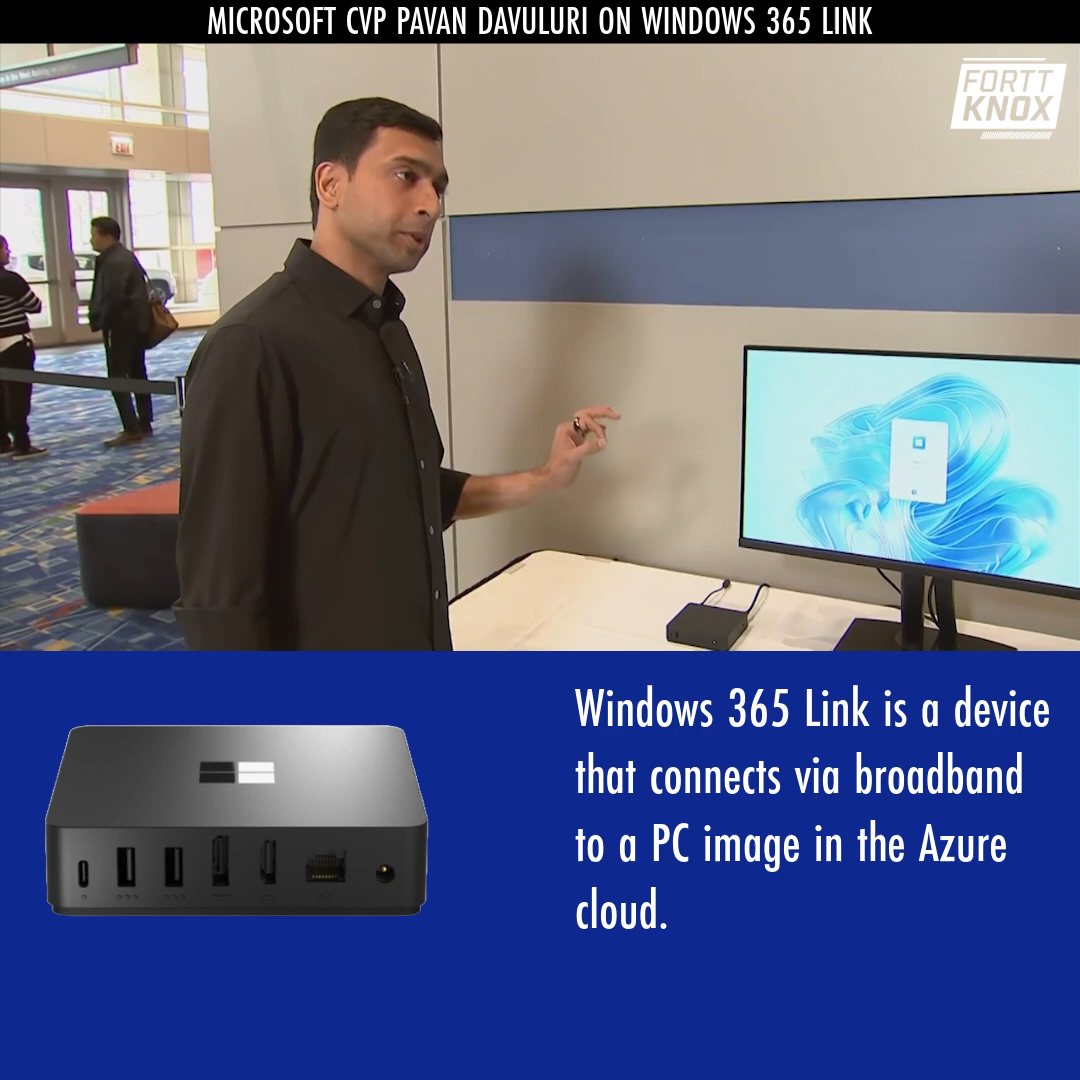 MICROSOFT CVP PAVAN DAVULURI ON WINDOWS 365 LINK
FORTT
KNOX
EXIT
Windows 365 Link is a device
that connects via broadband
to a PC image in the Azure
cloud.